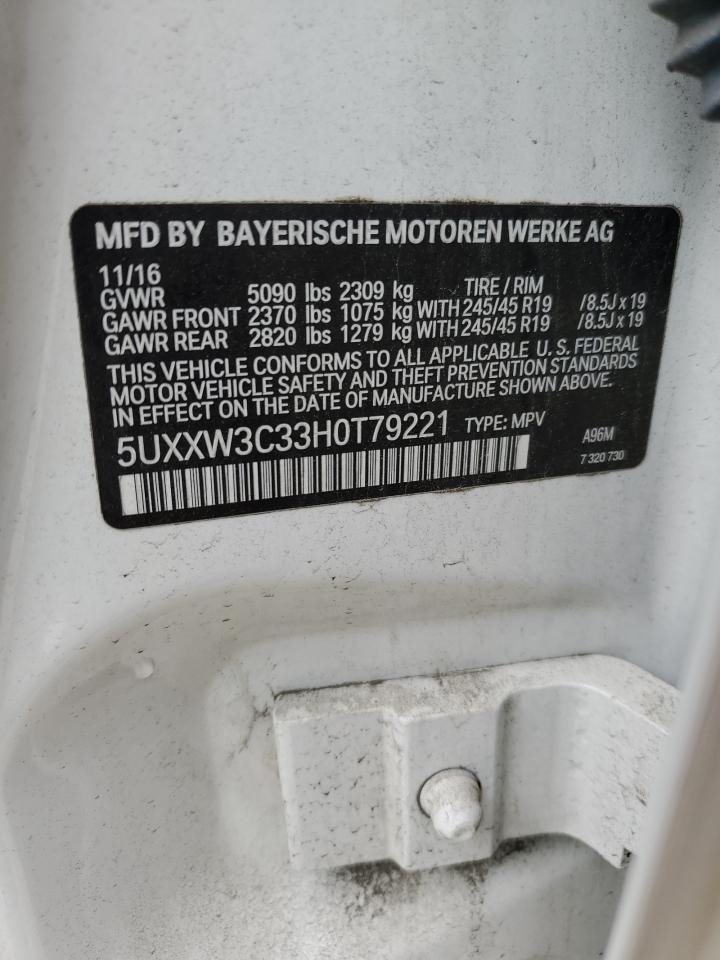 MFD BY BAYERISCHE MOTOREN WERKE AG
11/16 TIRE / RIM
GVWR 5090 lbs 2309 kg
GAWR FRONT 2370 lbs 1075 kg WITH 245/45 R19 / 8.5J x 19
GAWR REAR 2820 lbs 1279 kg WITH 245/45 R19 / 8.5J x 19
THIS VEHICLE CONFORMS TO ALL APPLICABLE U. S. FEDERAL
MOTOR VEHICLE SAFETY AND THEFT PREVENTION STANDARDS
IN EFFECT ON THE DATE OF MANUFACTURE SHOWN ABOVE.
5UXXW3C33H0T79221 TYPE: MPV A96M
7 320 730